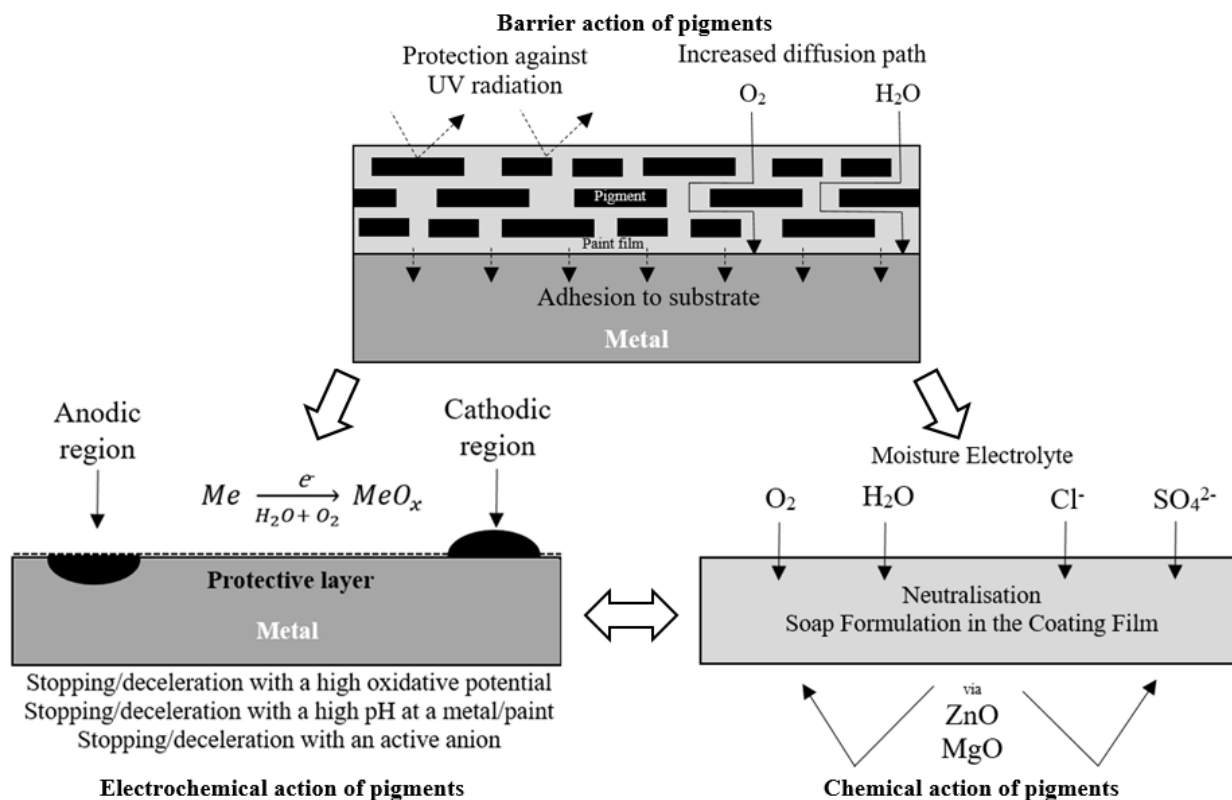 Barrier action of pigments
Protection against
UV radiation
Increased diffusion path
O₂
H₂O
Pigment
Paint film
Adhesion to substrate
Metal
Anodic
region
Cathodic
region
Me e⁻ → MeOₓ
H₂O + O₂
Protective layer
Metal
Stopping/deceleration with a high oxidative potential
Stopping/deceleration with a high pH at a metal/paint
Stopping/deceleration with an active anion
Electrochemical action of pigments
Moisture Electrolyte
O₂
H₂O
Cl⁻
SO₄²⁻
Neutralisation
Soap Formulation in the Coating Film
via
ZnO
MgO
Chemical action of pigments